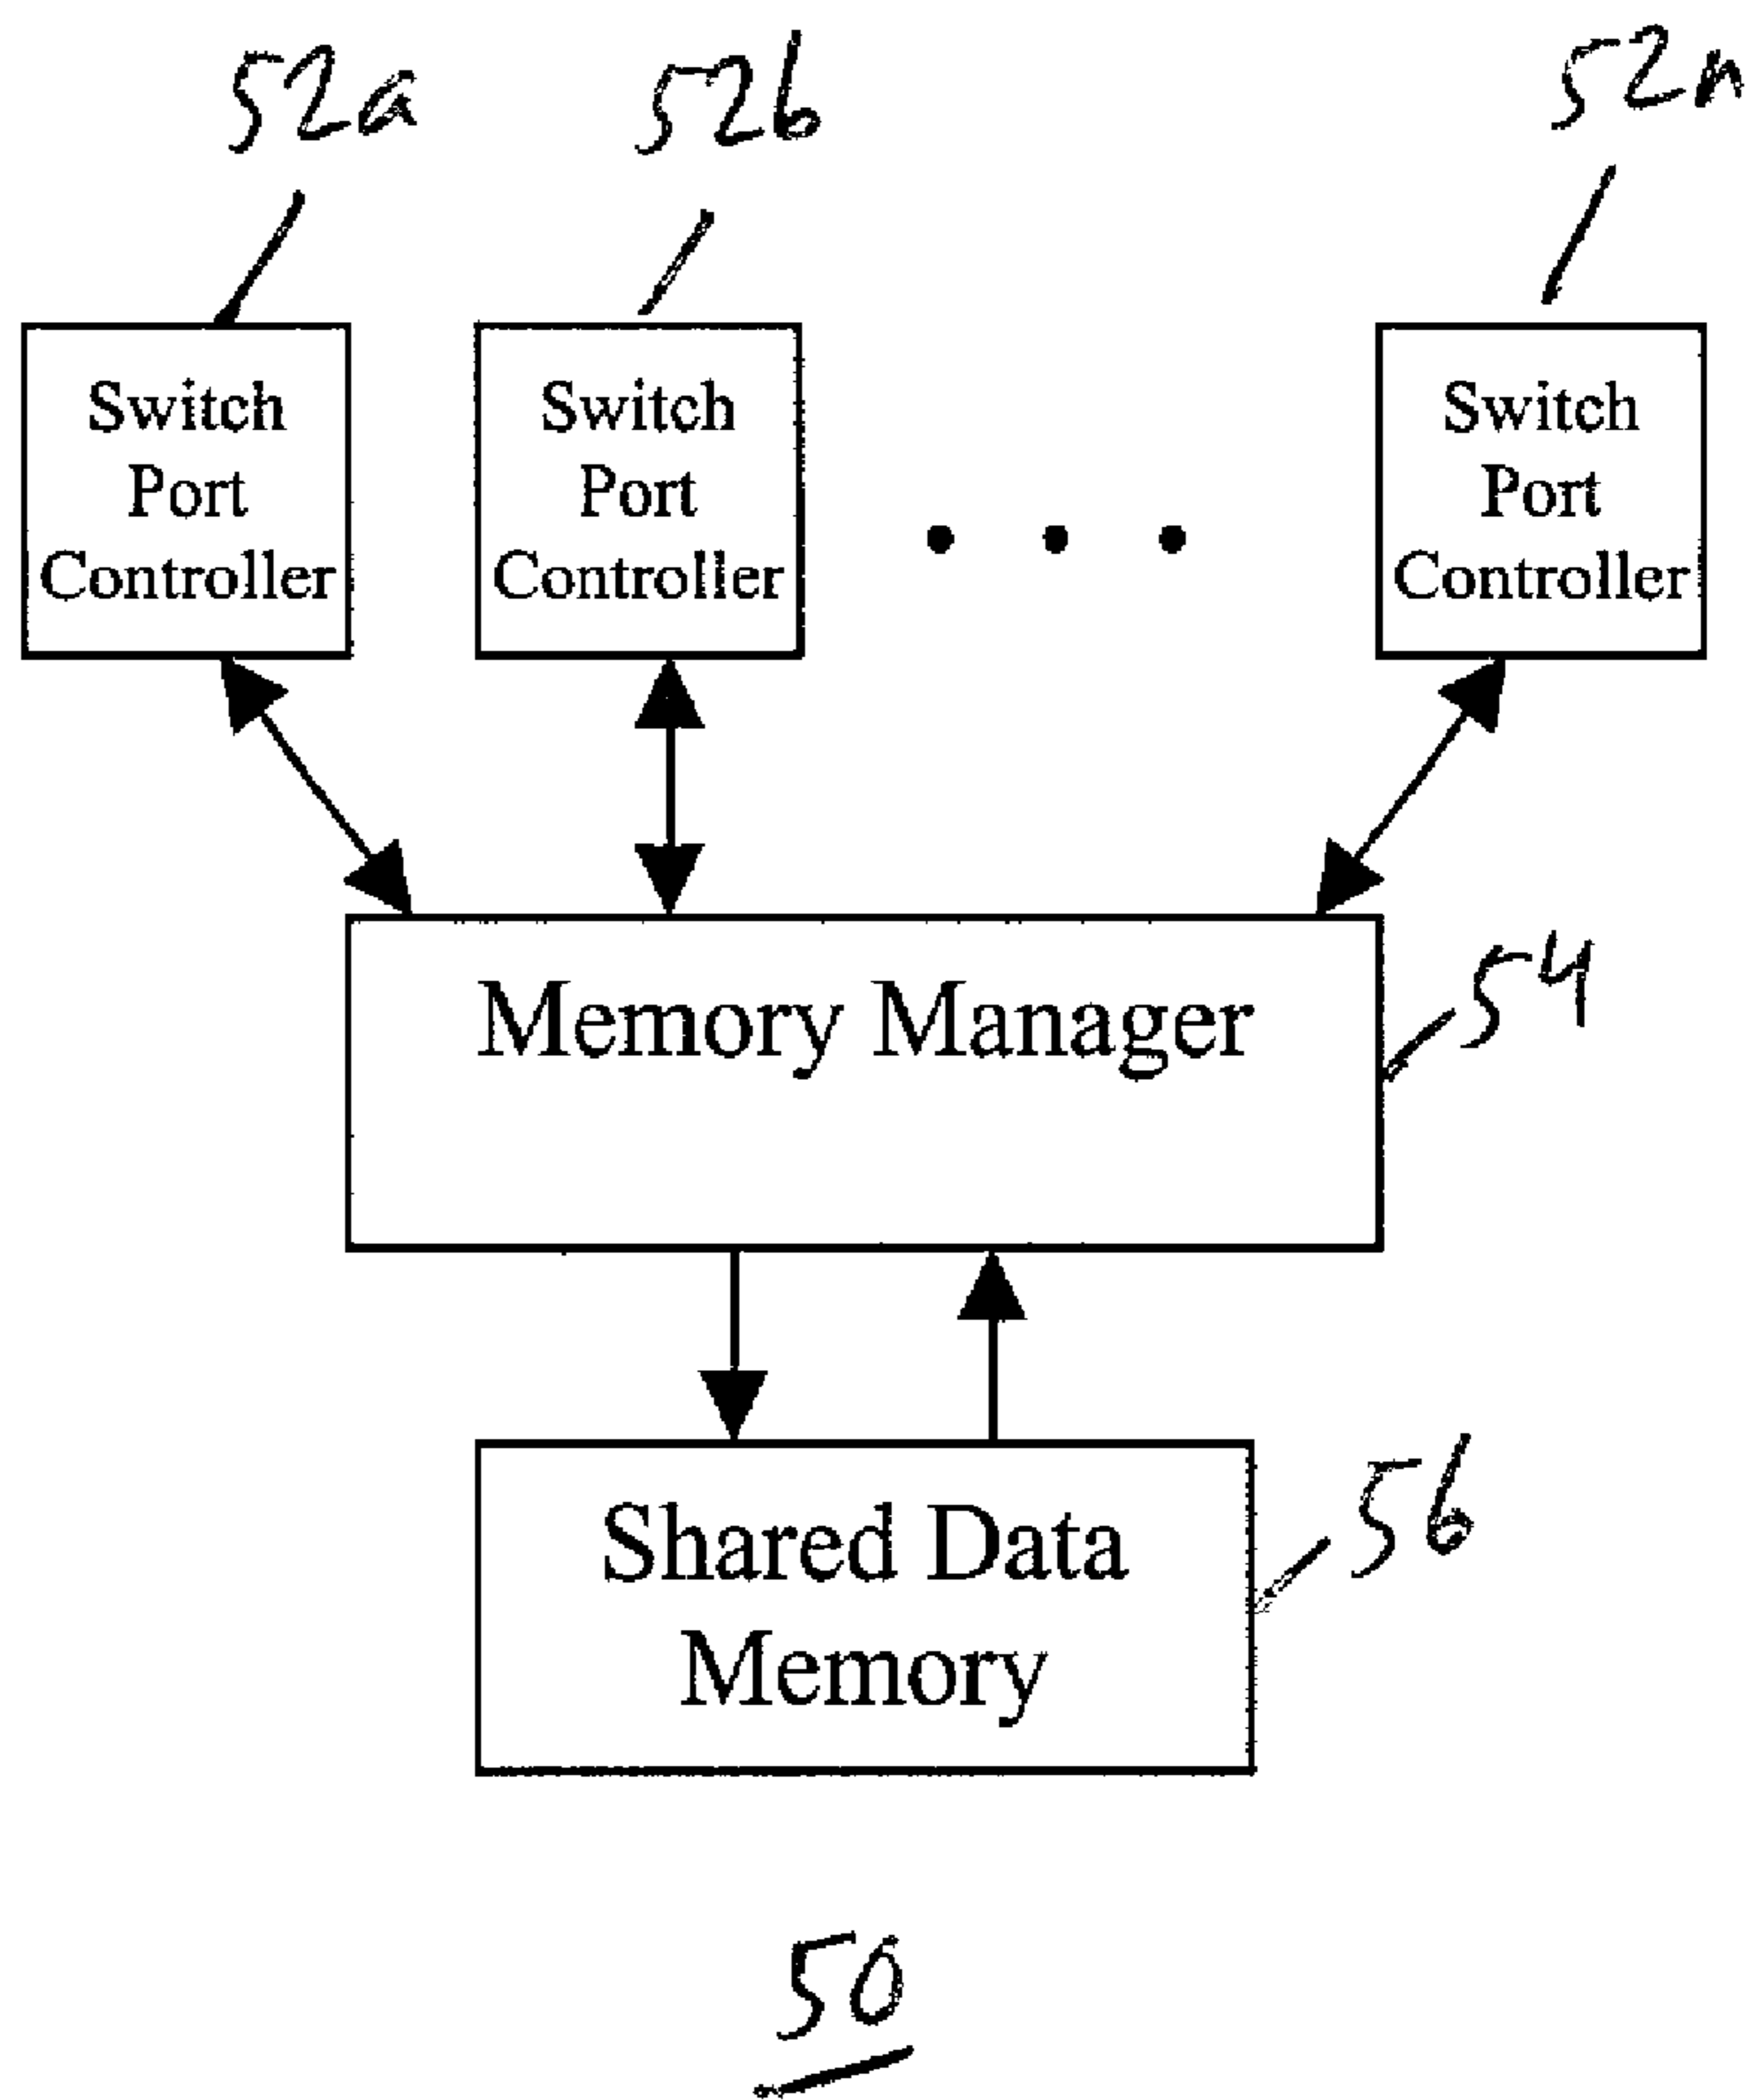 52a
52b
52n
Switch
Port
Controller
Switch
Port
Controller
Switch
Port
Controller
Memory Manager
54
Shared Data
Memory
56
50